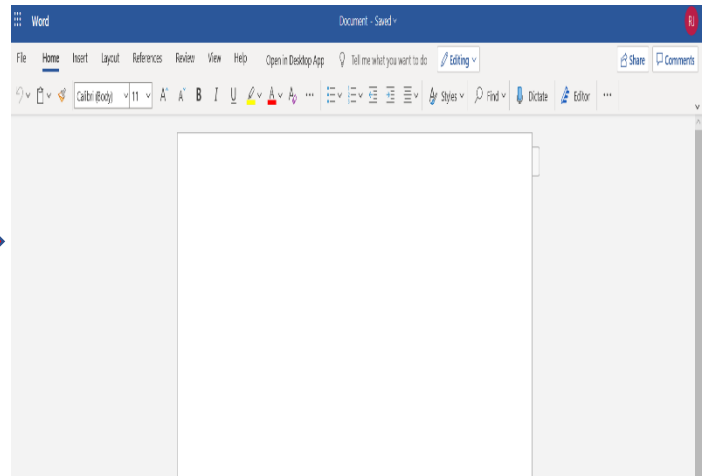 Word Document - Saved RJ
File Home Insert Layout References Review View Help Open in Desktop App Tell me what you want to do Editing Share Comments
Calibri (Body) 11 A A B I U A A Styles Find Dictate Editor